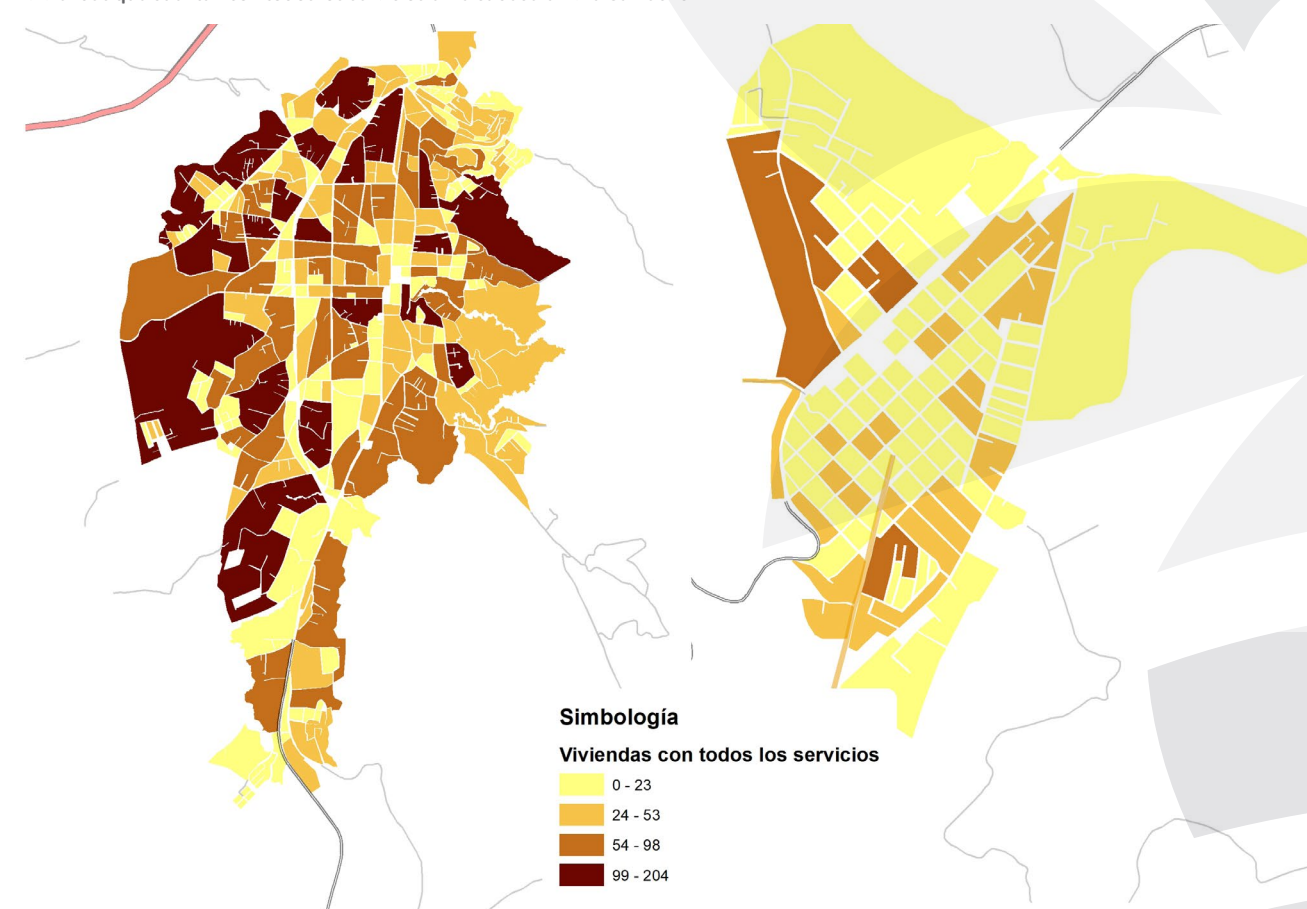 Simbología
Viviendas con todos los servicios
0 - 23
24 - 53
54 - 98
99 - 204